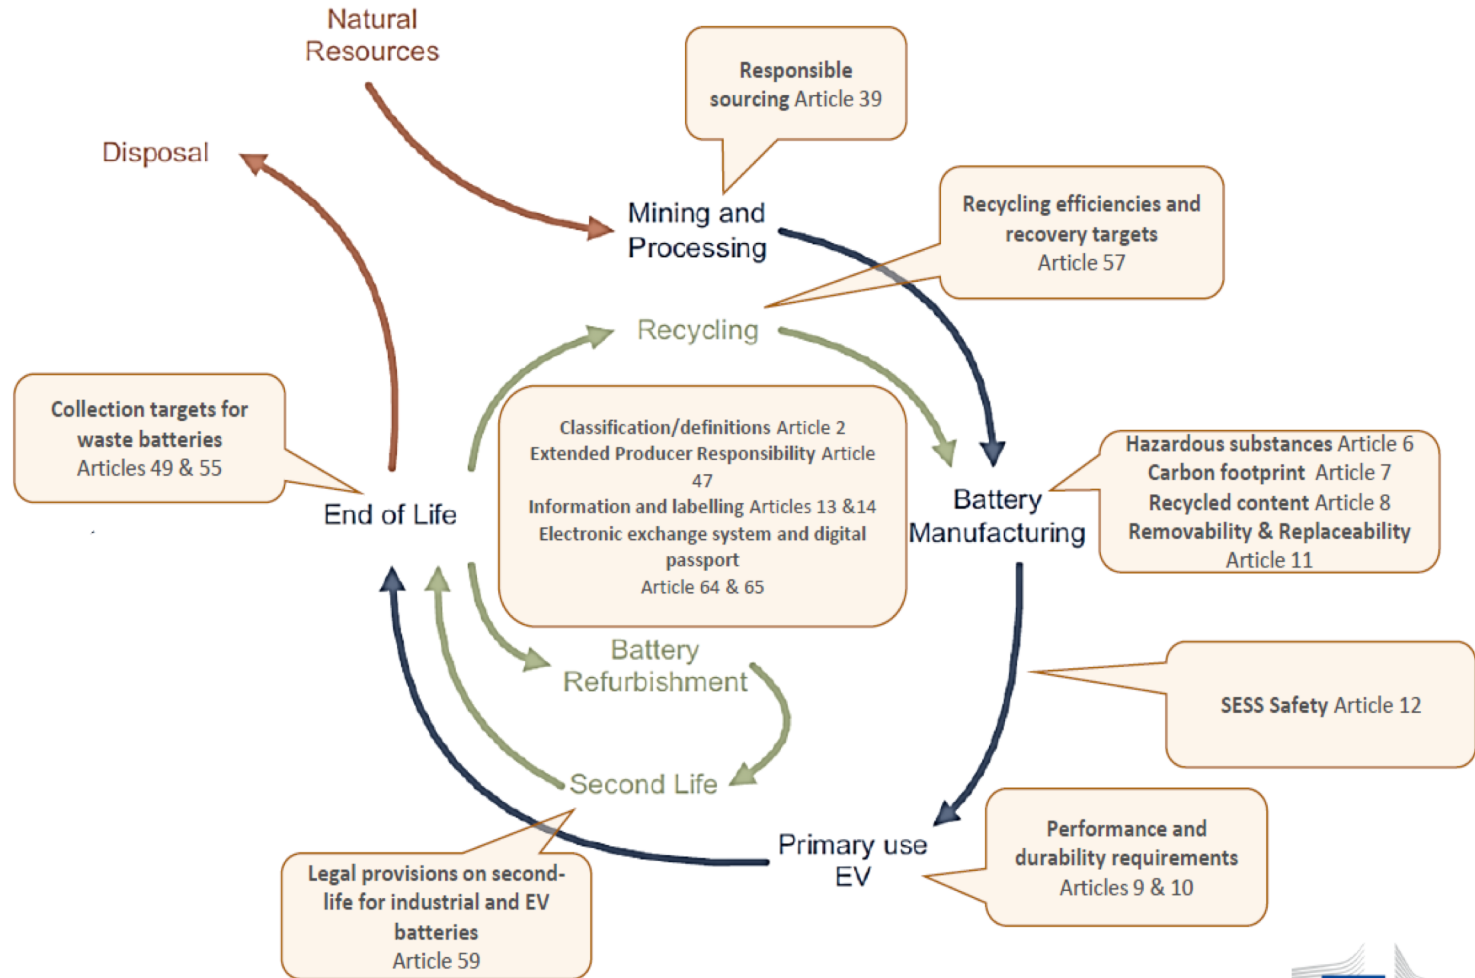 Natural
Resources
Responsible
sourcing Article 39
Disposal
Mining and
Processing
Recycling efficiencies and
recovery targets
Article 57
Recycling
Collection targets for
waste batteries
Articles 49 & 55
Classification/definitions Article 2
Extended Producer Responsibility Article
47
Information and labelling Articles 13 &14
Electronic exchange system and digital
passport
Article 64 & 65
Hazardous substances Article 6
Carbon footprint Article 7
Recycled content Article 8
Removability & Replaceability
Article 11
End of Life
Battery
Manufacturing
Battery
Refurbishment
SESS Safety Article 12
Second Life
Primary use
EV
Performance and
durability requirements
Articles 9 & 10
Legal provisions on second-
life for industrial and EV
batteries
Article 59